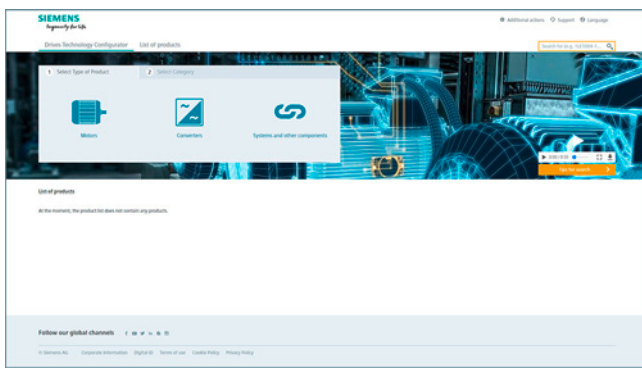 SIEMENS
Ingenuity for life
Additional actions Support Language
Drives Technology Configurator List of products
1 Select Type of Product 2 Select Category
Motors Converters Systems and other components
Tips for search
List of products
At the moment, the product list does not contain any products.
Follow our global channels
© Siemens AG Corporate Information Digital ID Terms of use Cookie Policy Privacy Policy